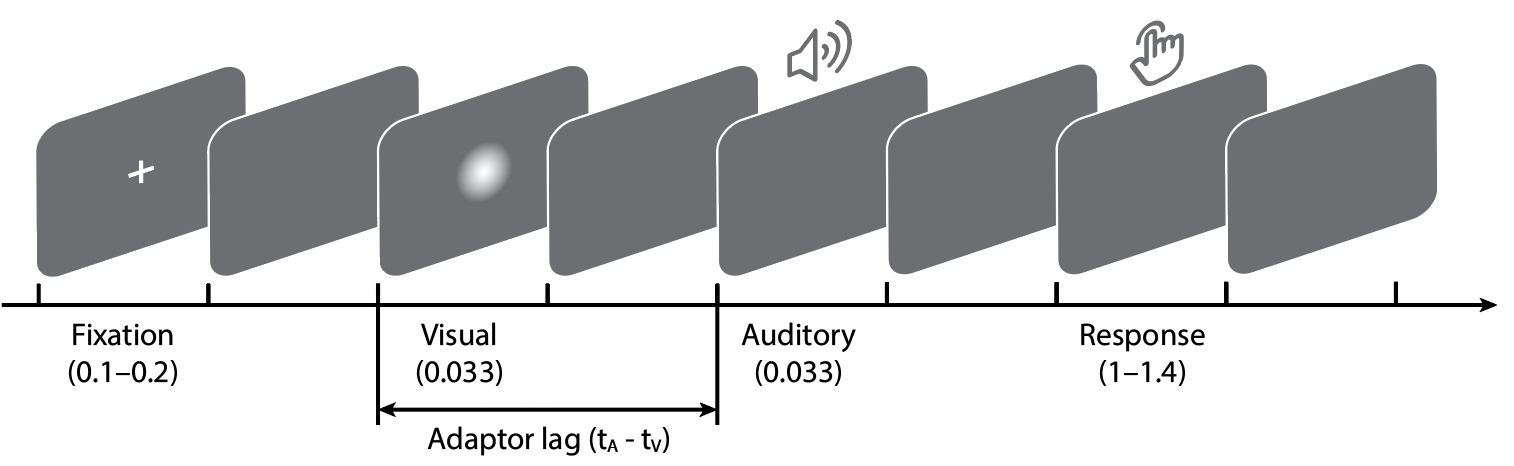 Fixation
(0.1–0.2)
Visual
(0.033)
Auditory
(0.033)
Response
(1–1.4)
Adaptor lag (tA - tV)